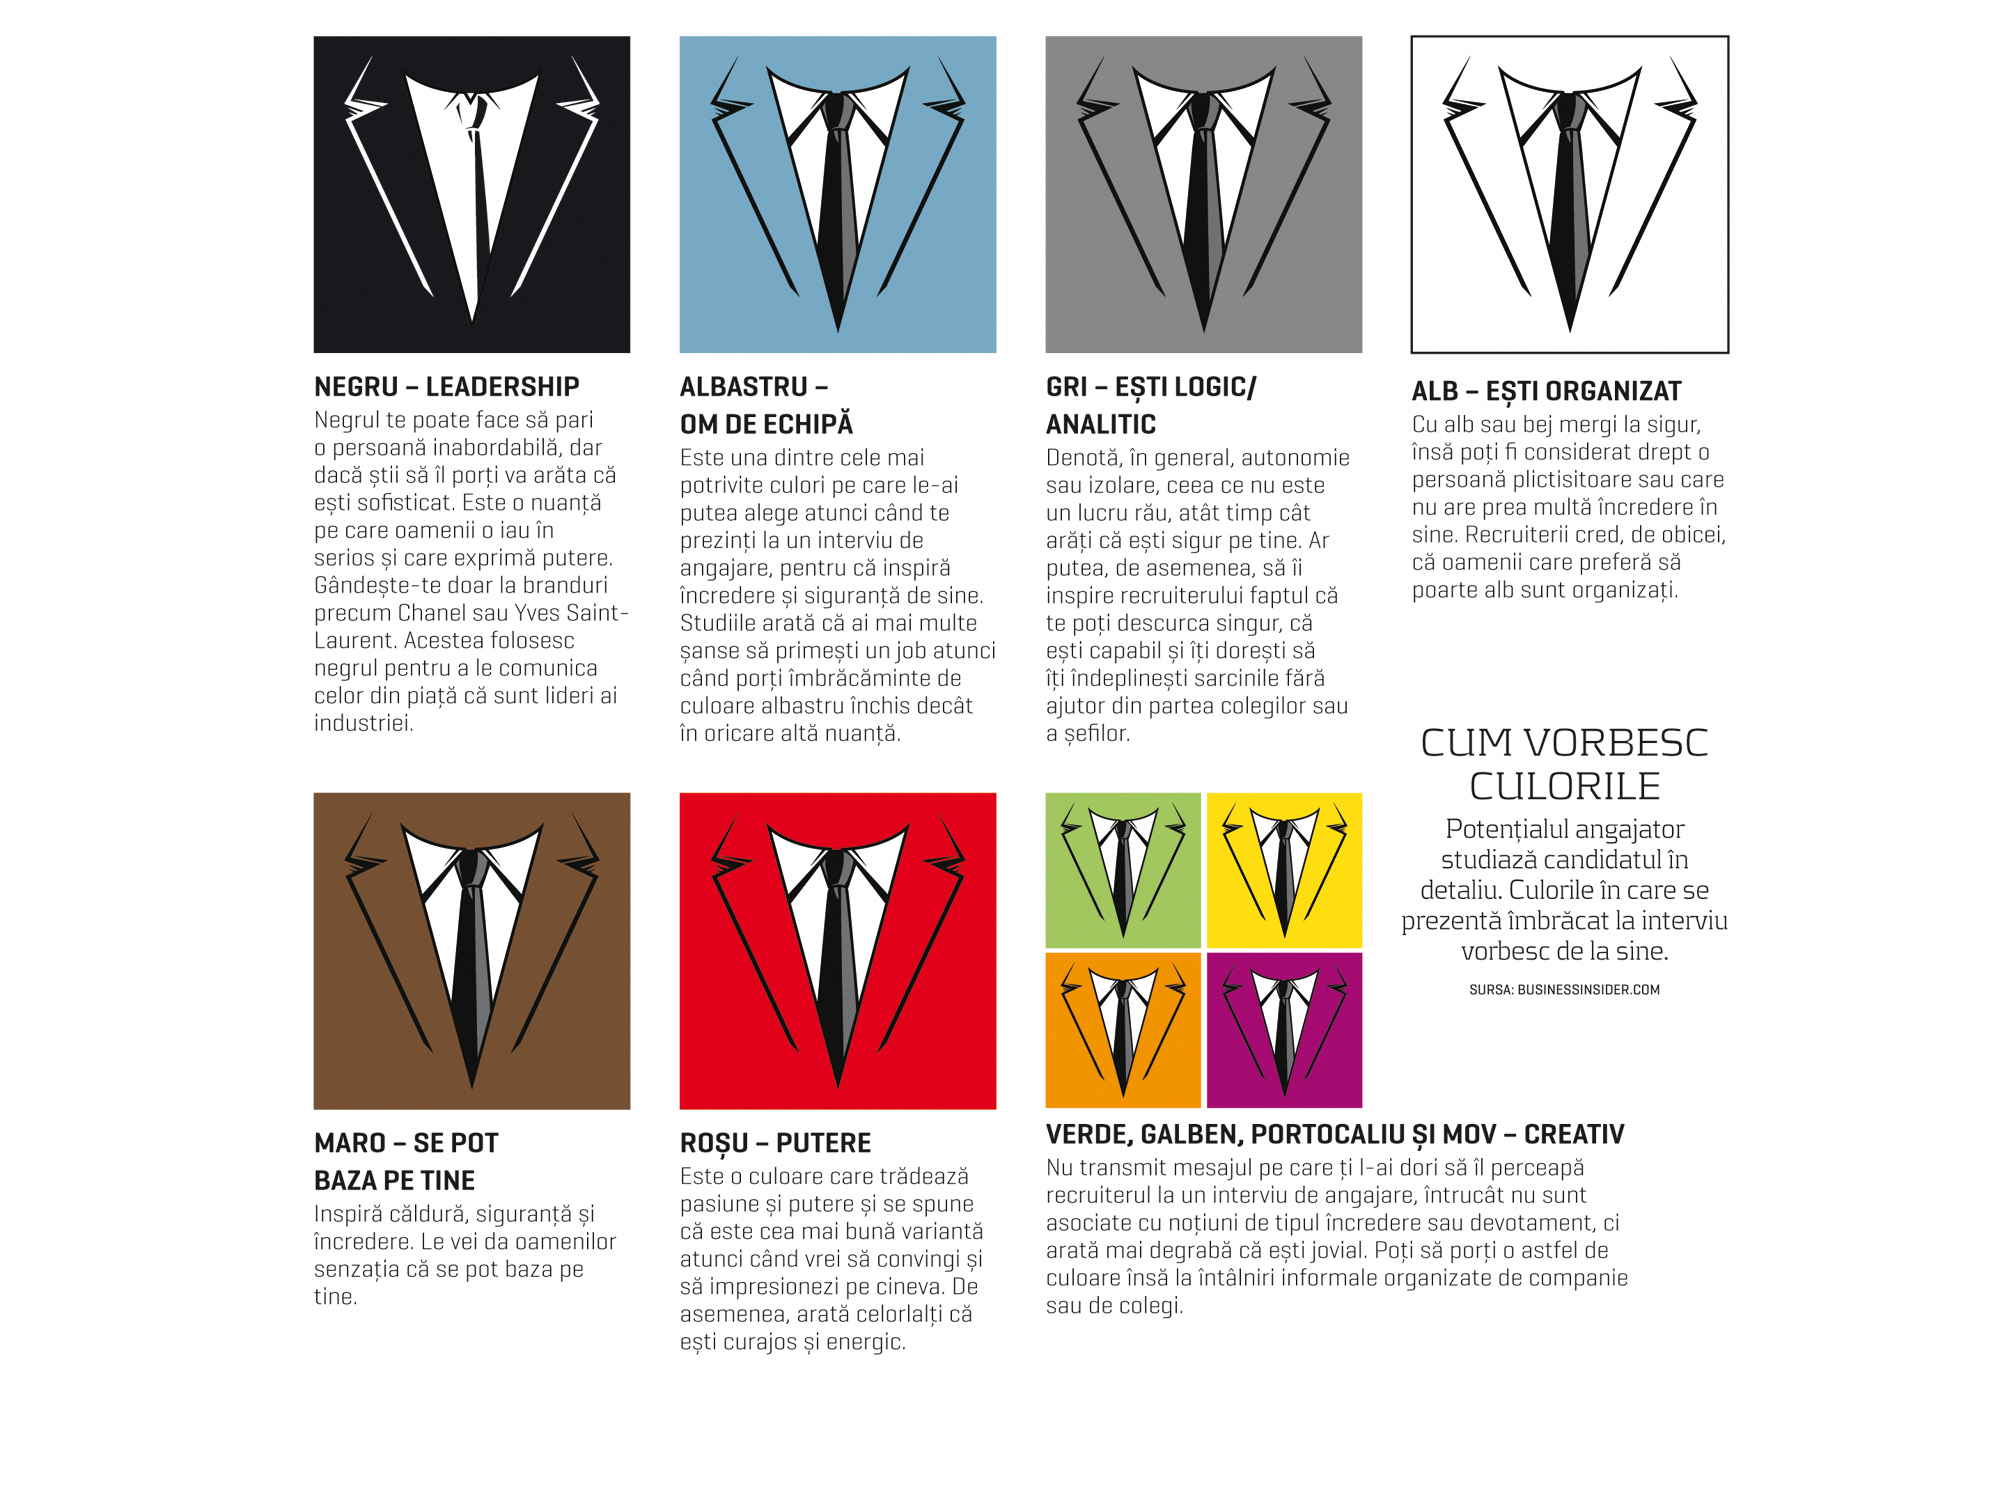 NEGRU – LEADERSHIP
Negrul te poate face să pari
o persoană inabordabilă, dar
dacă știi să îl porți va arăta că
ești sofisticat. Este o nuanță
pe care oamenii o iau în
serios și care exprimă putere.
Gândește-te doar la branduri
precum Chanel sau Yves Saint-
Laurent. Acestea folosesc
negrul pentru a le comunica
celor din piață că sunt lideri ai
industriei.
ALBASTRU –
OM DE ECHIPĂ
Este una dintre cele mai
potrivite culori pe care le-ai
putea alege atunci când te
prezinți la un interviu de
angajare, pentru că inspiră
încredere și siguranță de sine.
Studiile arată că ai mai multe
șanse să primești un job atunci
când porți îmbrăcăminte de
culoare albastru închis decât
în oricare altă nuanță.
GRI – EȘTI LOGIC/
ANALITIC
Denotă, în general, autonomie
sau izolare, ceea ce nu este
un lucru rău, atât timp cât
arăți că ești sigur pe tine. Ar
putea, de asemenea, să îi
inspire recruiterului faptul că
te poți descurca singur, că
ești capabil și îți dorești să
îți îndeplinești sarcinile fără
ajutor din partea colegilor sau
a șefilor.
ALB – EȘTI ORGANIZAT
Cu alb sau bej mergi la sigur,
însă poți fi considerat drept o
persoană plictisitoare sau care
nu are prea multă încredere în
sine. Recruiterii cred, de obicei,
că oamenii care preferă să
poarte alb sunt organizați.
CUM VORBESC
CULORILE
Potențialul angajator
studiază candidatul în
detaliu. Culorile în care se
prezentă îmbrăcat la interviu
vorbesc de la sine.
SURSA: BUSINESSINSIDER.COM
MARO – SE POT
BAZA PE TINE
Inspiră căldură, siguranță și
încredere. Le vei da oamenilor
senzația că se pot baza pe
tine.
ROȘU – PUTERE
Este o culoare care trădează
pasiune și putere și se spune
că este cea mai bună variantă
atunci când vrei să convingi și
să impresionezi pe cineva. De
asemenea, arată celorlalți că
ești curajos și energic.
VERDE, GALBEN, PORTOCALIU ȘI MOV – CREATIV
Nu transmit mesajul pe care ți l-ai dori să îl perceapă
recruiterul la un interviu de angajare, întrucât nu sunt
asociate cu noțiuni de tipul încredere sau devotament, ci
arată mai degrabă că ești jovial. Poți să porți o astfel de
culoare însă la întâlniri informale organizate de companie
sau de colegi.